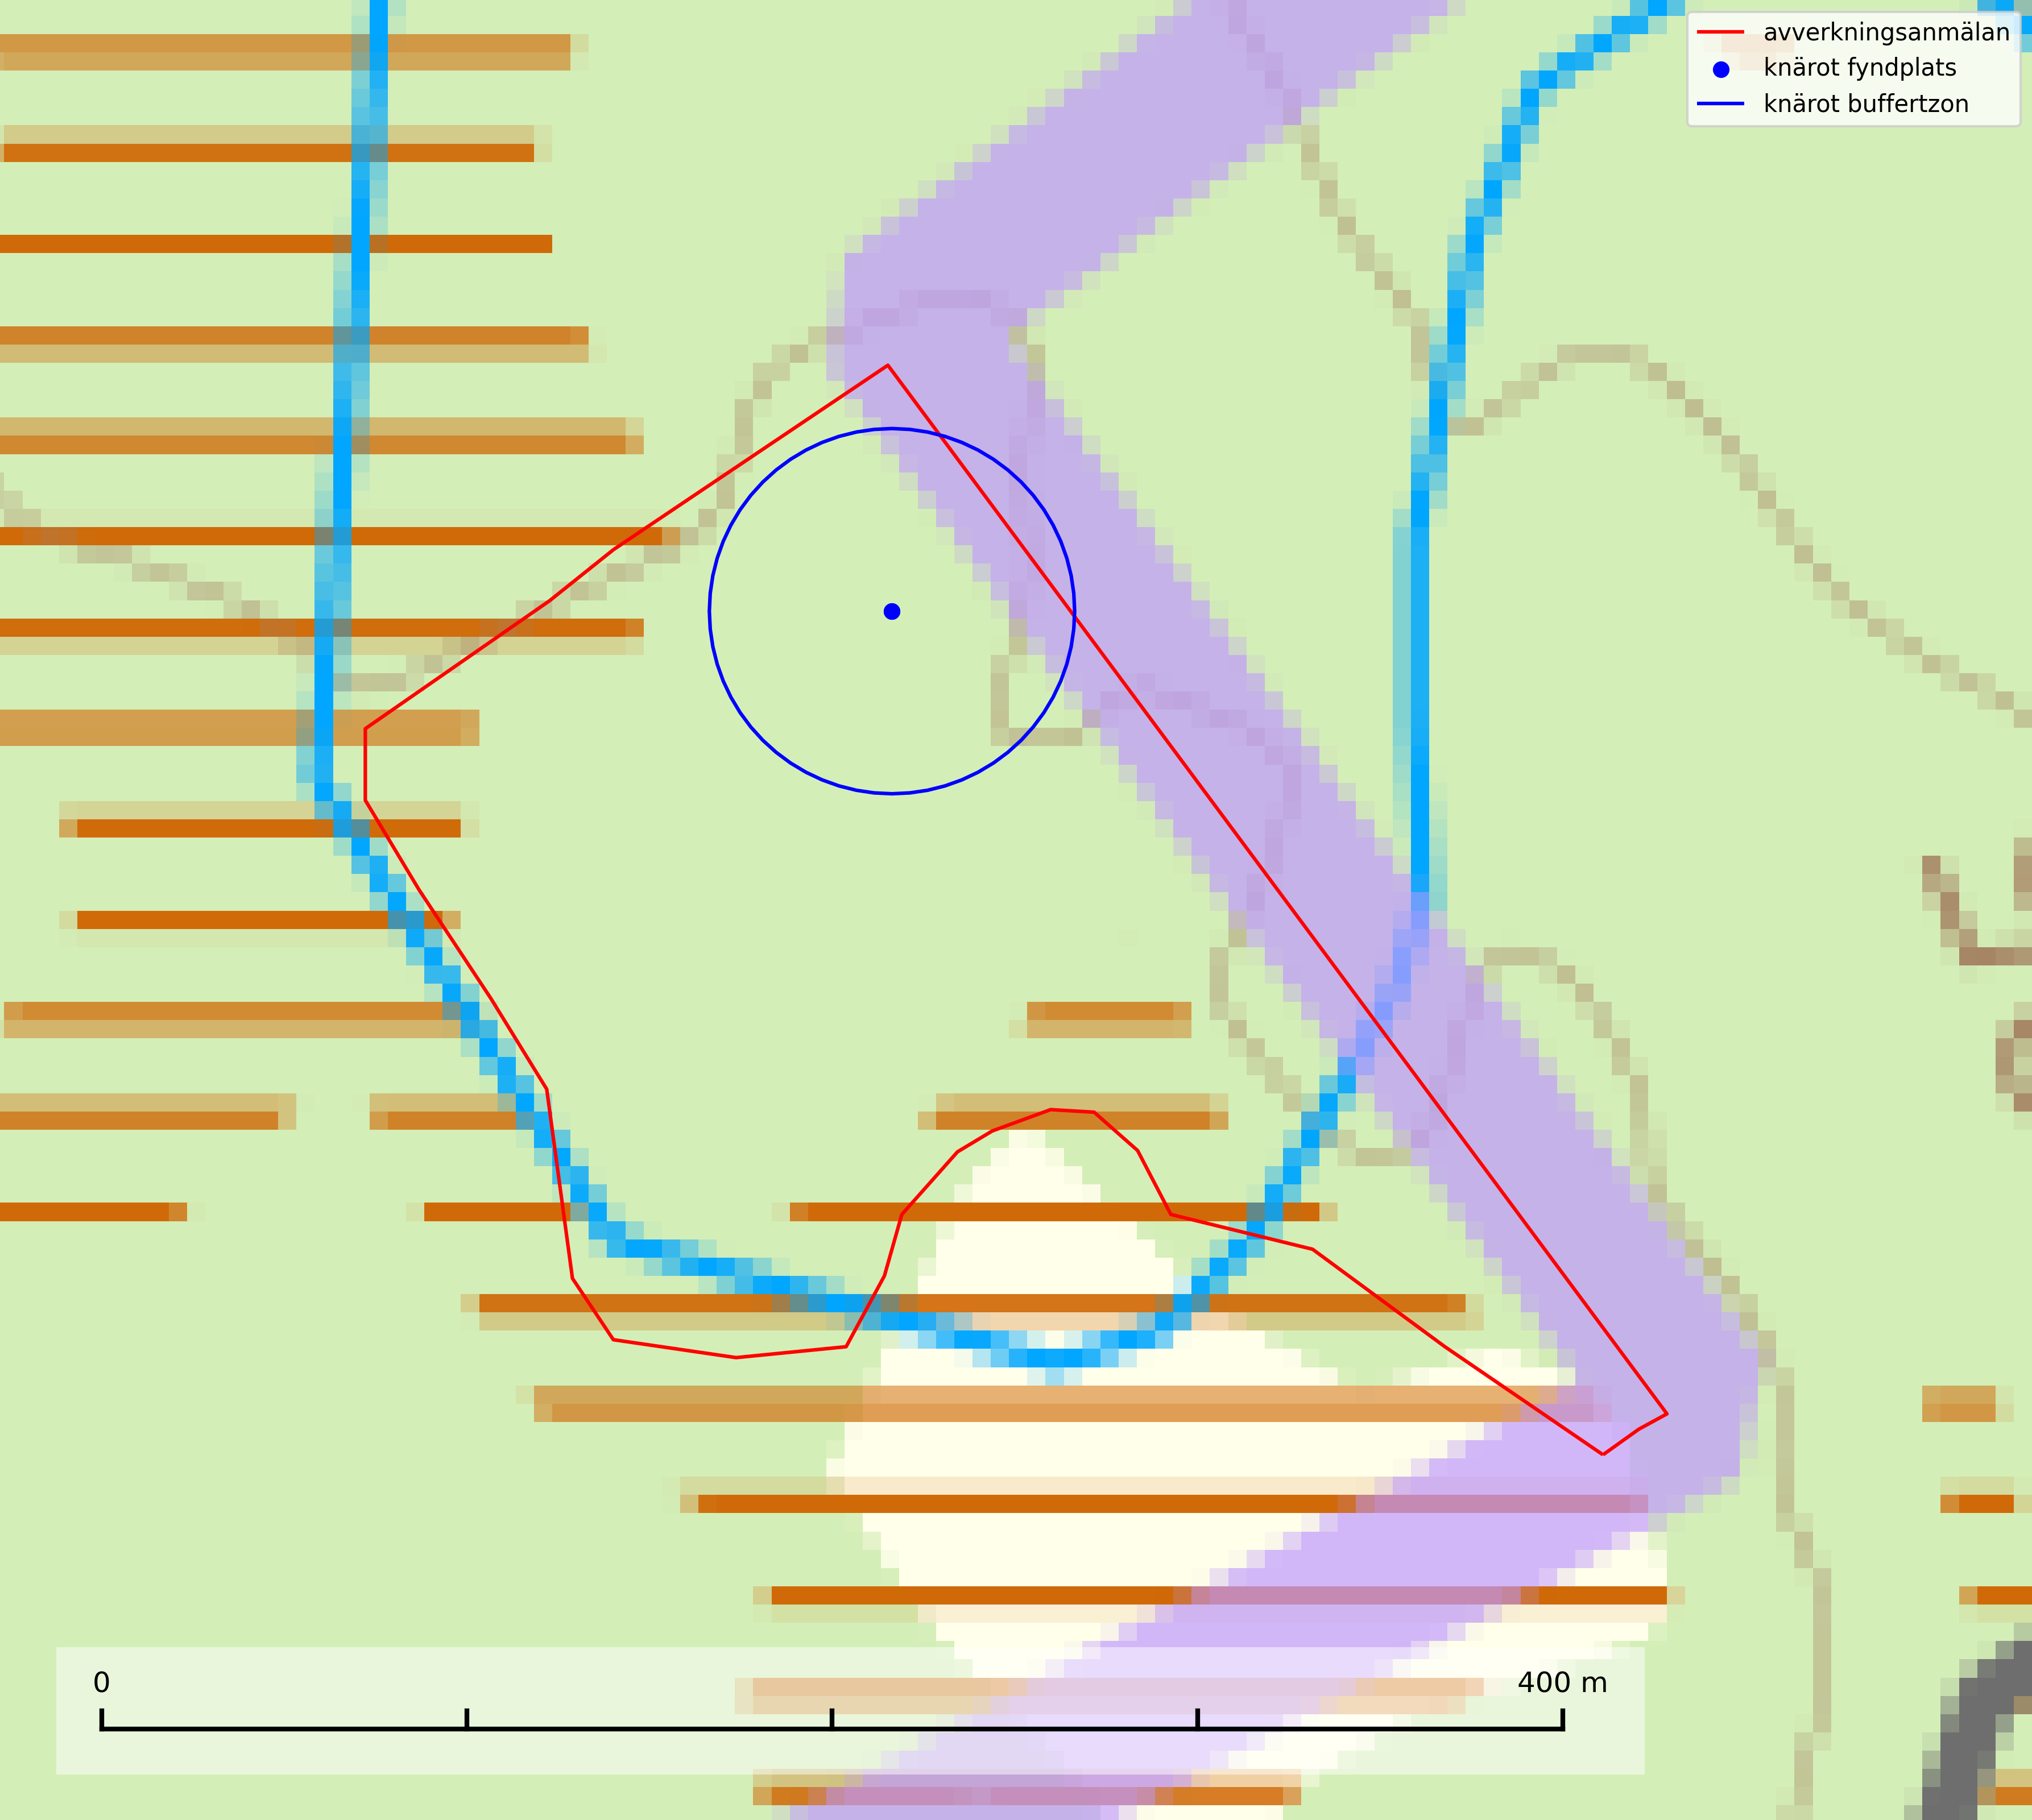 avverkningsanmälan
knärot fyndplats
knärot buffertzon
0 400 m